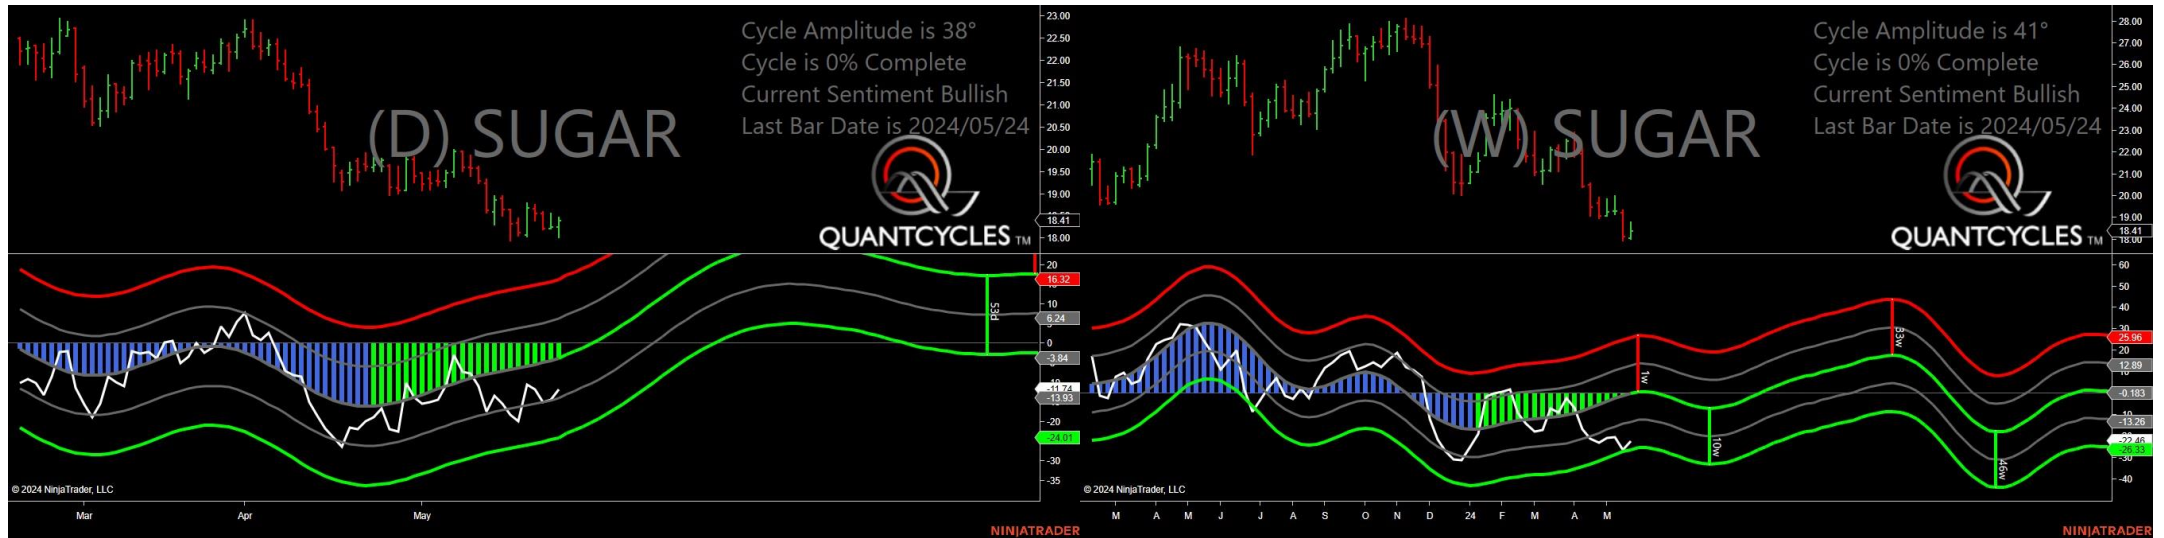 Cycle Amplitude is 38°
Cycle is 0% Complete
Current Sentiment Bullish
Last Bar Date is 2024/05/24
(D) SUGAR
QUANTCYCLES TM
23.00
22.50
22.00
21.50
21.00
20.50
20.00
19.50
19.00
18.41
18.00
20
16.32
10
6.24
0
-3.84
-11.74
-13.93
-20
-24.01
-30
-35
53d
© 2024 NinjaTrader, LLC
Mar Apr May
NINJATRADER
Cycle Amplitude is 41°
Cycle is 0% Complete
Current Sentiment Bullish
Last Bar Date is 2024/05/24
(W) SUGAR
QUANTCYCLES TM
28.00
27.00
26.00
25.00
24.00
23.00
22.00
21.00
20.00
19.00
18.41
18.00
60
50
40
30
25.96
20
12.89
10
-0.183
-10
-13.26
-22.46
-26.33
-30
-40
1w
10w
83w
46w
© 2024 NinjaTrader, LLC
M A M J J A S O N D 24 F M A M
NINJATRADER